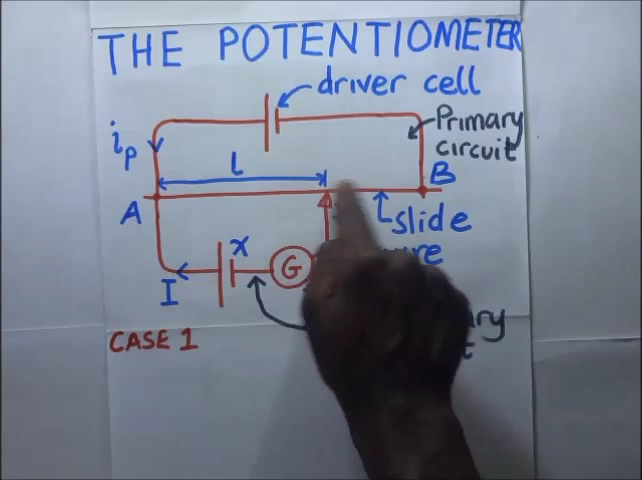 THE POTENTIOMETER
driver cell
Primary
circuit
ip
L
A
B
slide
x
G
I
CASE 1